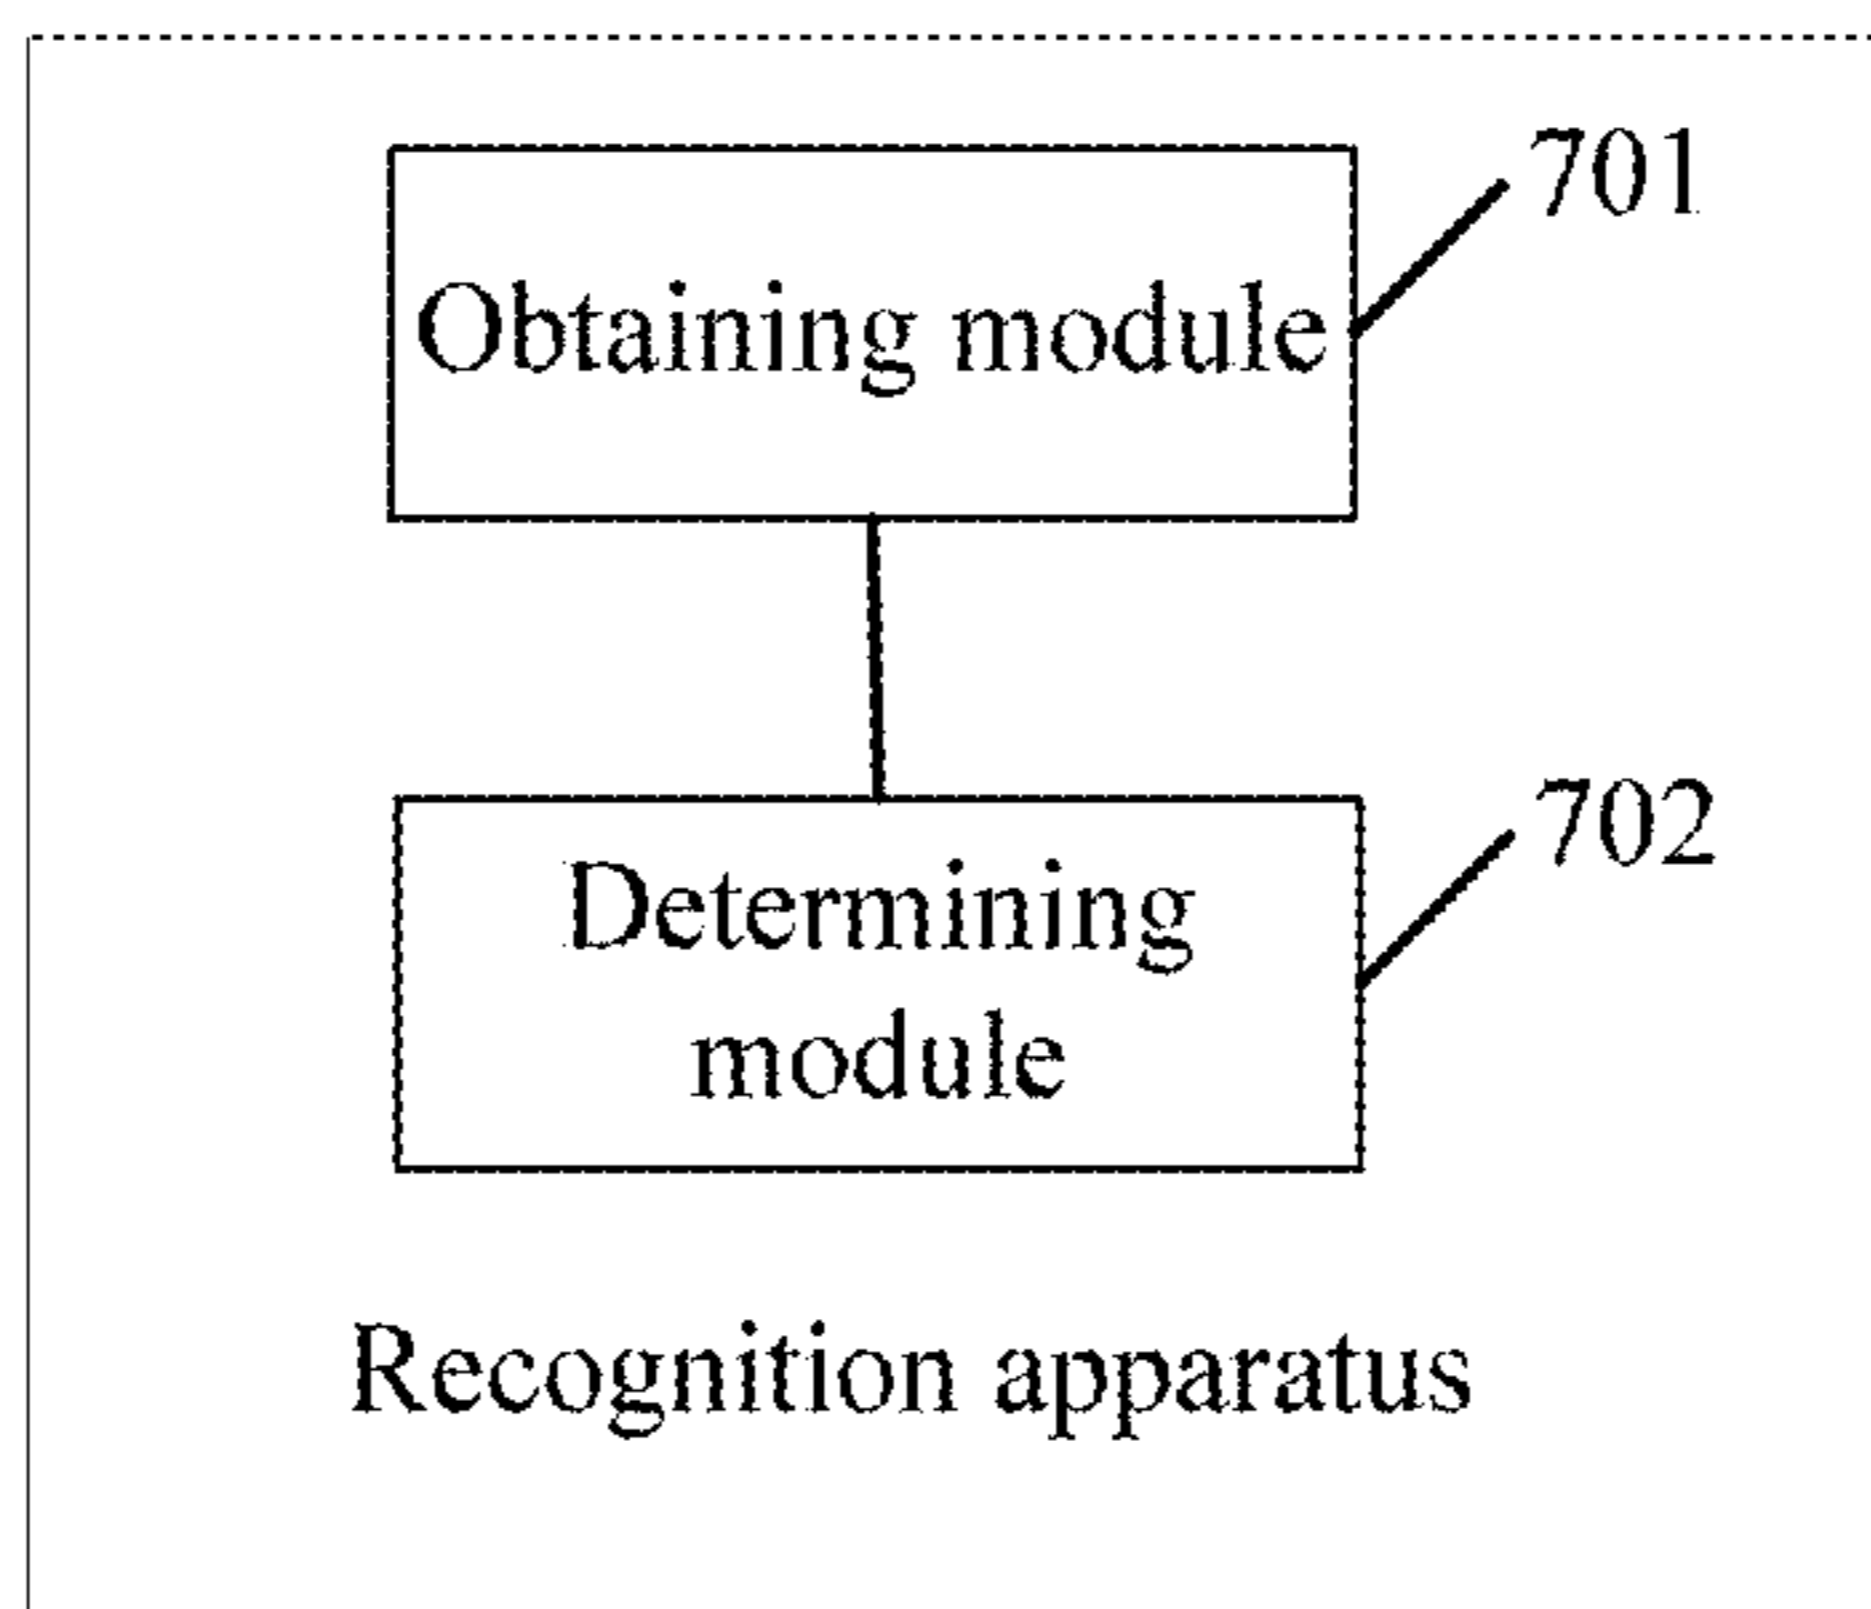 701
Obtaining module
702
Determining
module
Recognition apparatus